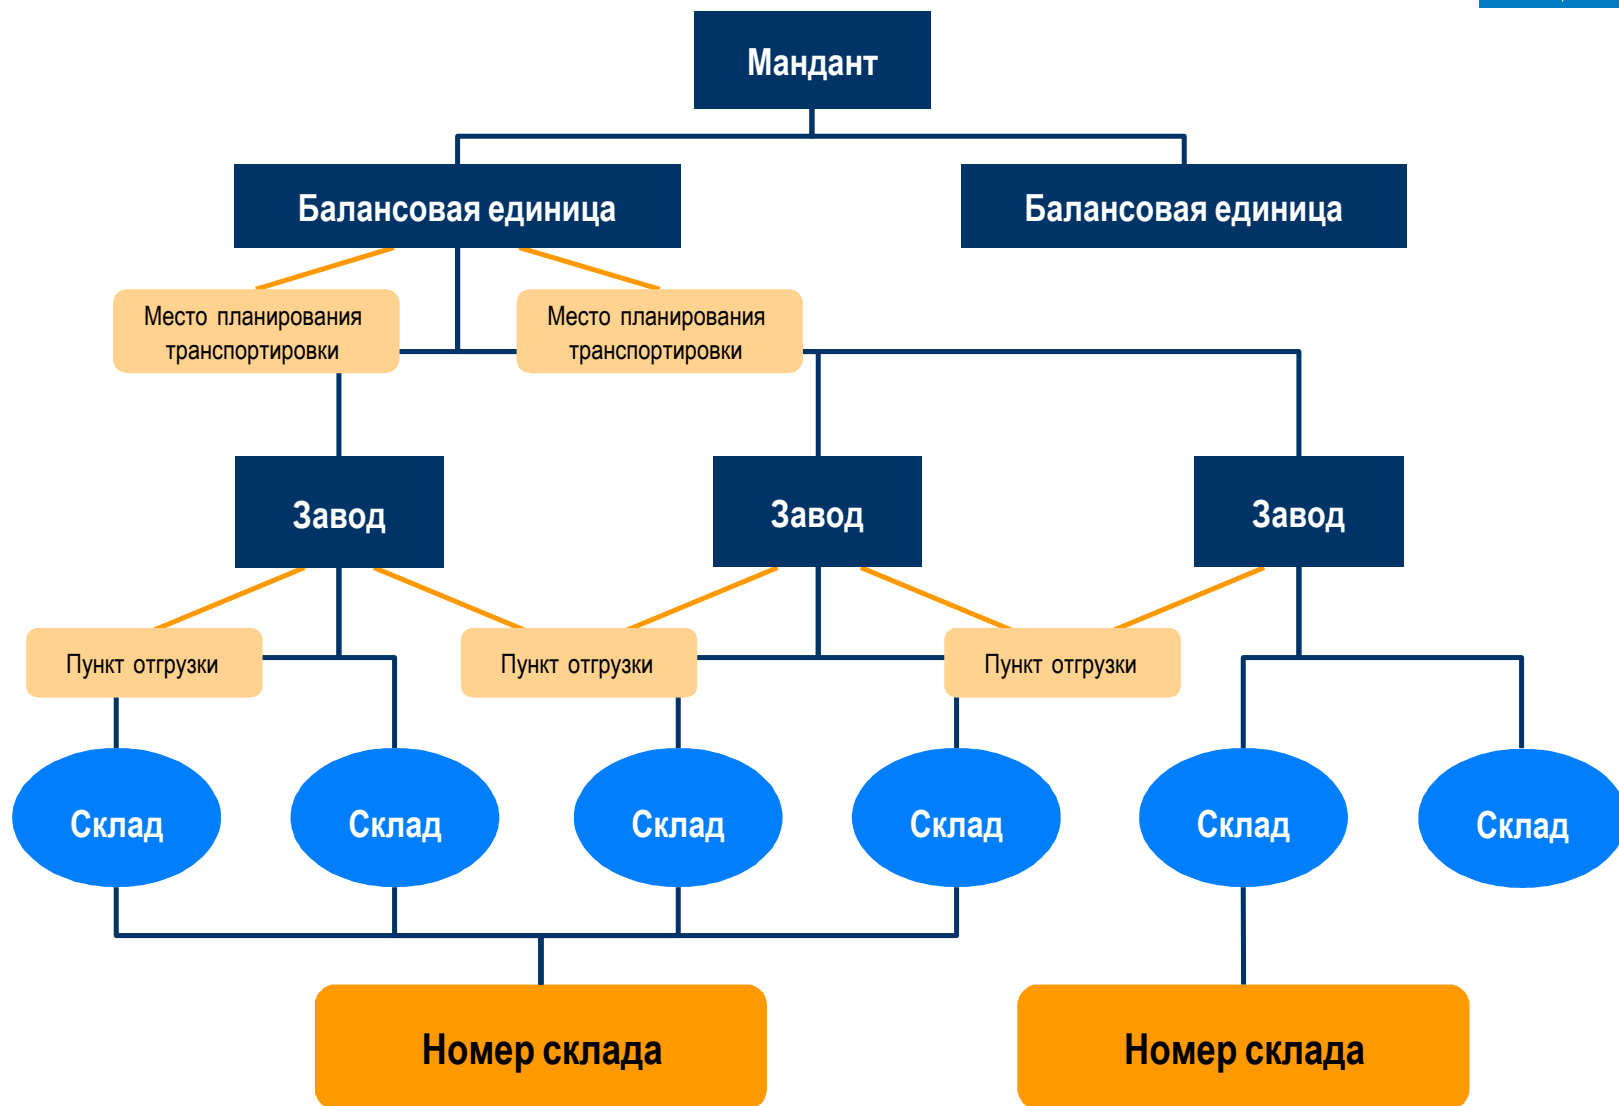 Мандант
Балансовая единица
Балансовая единица
Место планирования
транспортировки
Место планирования
транспортировки
Завод
Завод
Завод
Пункт отгрузки
Пункт отгрузки
Пункт отгрузки
Склад
Склад
Склад
Склад
Склад
Склад
Номер склада
Номер склада